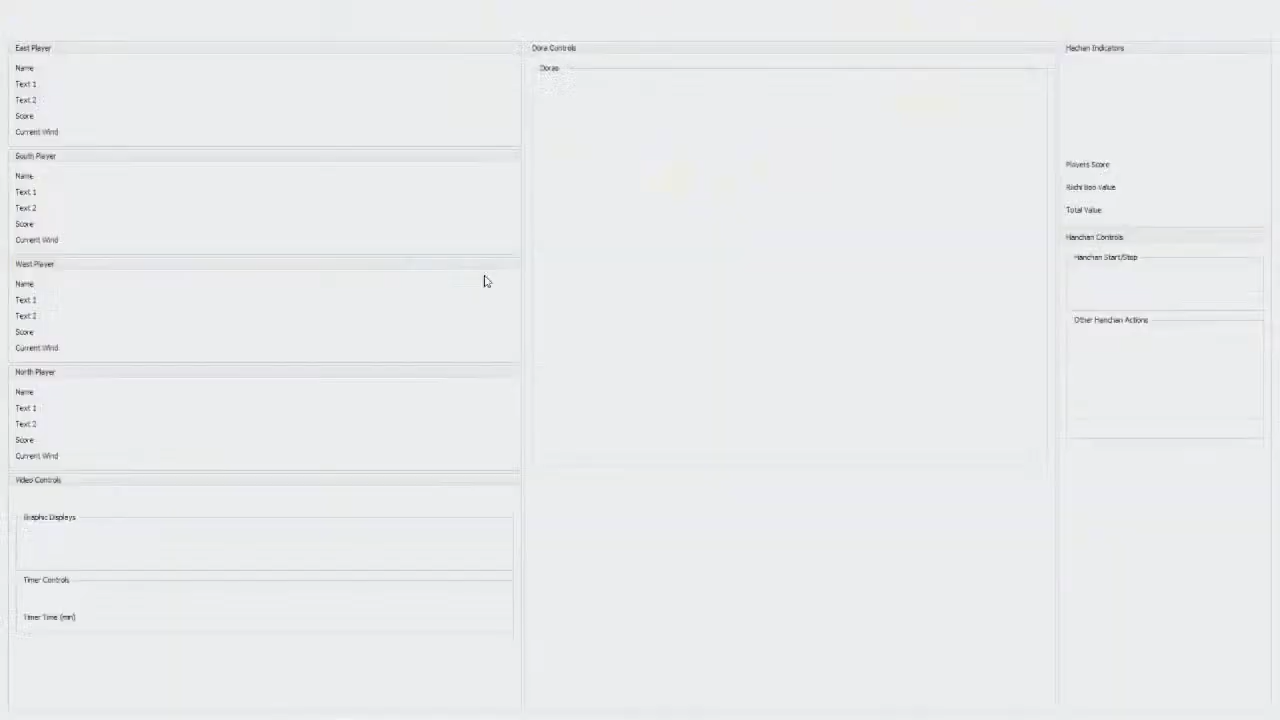 East Player
Name
Text 1
Text 2
Score
Current Wind
South Player
Name
Text 1
Text 2
Score
Current Wind
West Player
Name
Text 1
Text 2
Score
Current Wind
North Player
Name
Text 1
Text 2
Score
Current Wind
Video Controls
Graphic Displays
Timer Controls
Timer Time (min)
Dora Controls
Doras
Hachan Indicators
Players Score
Riichi Boo Value
Total Value
Hanchan Controls
Hanchan Start/Stop
Other Hanchan Actions